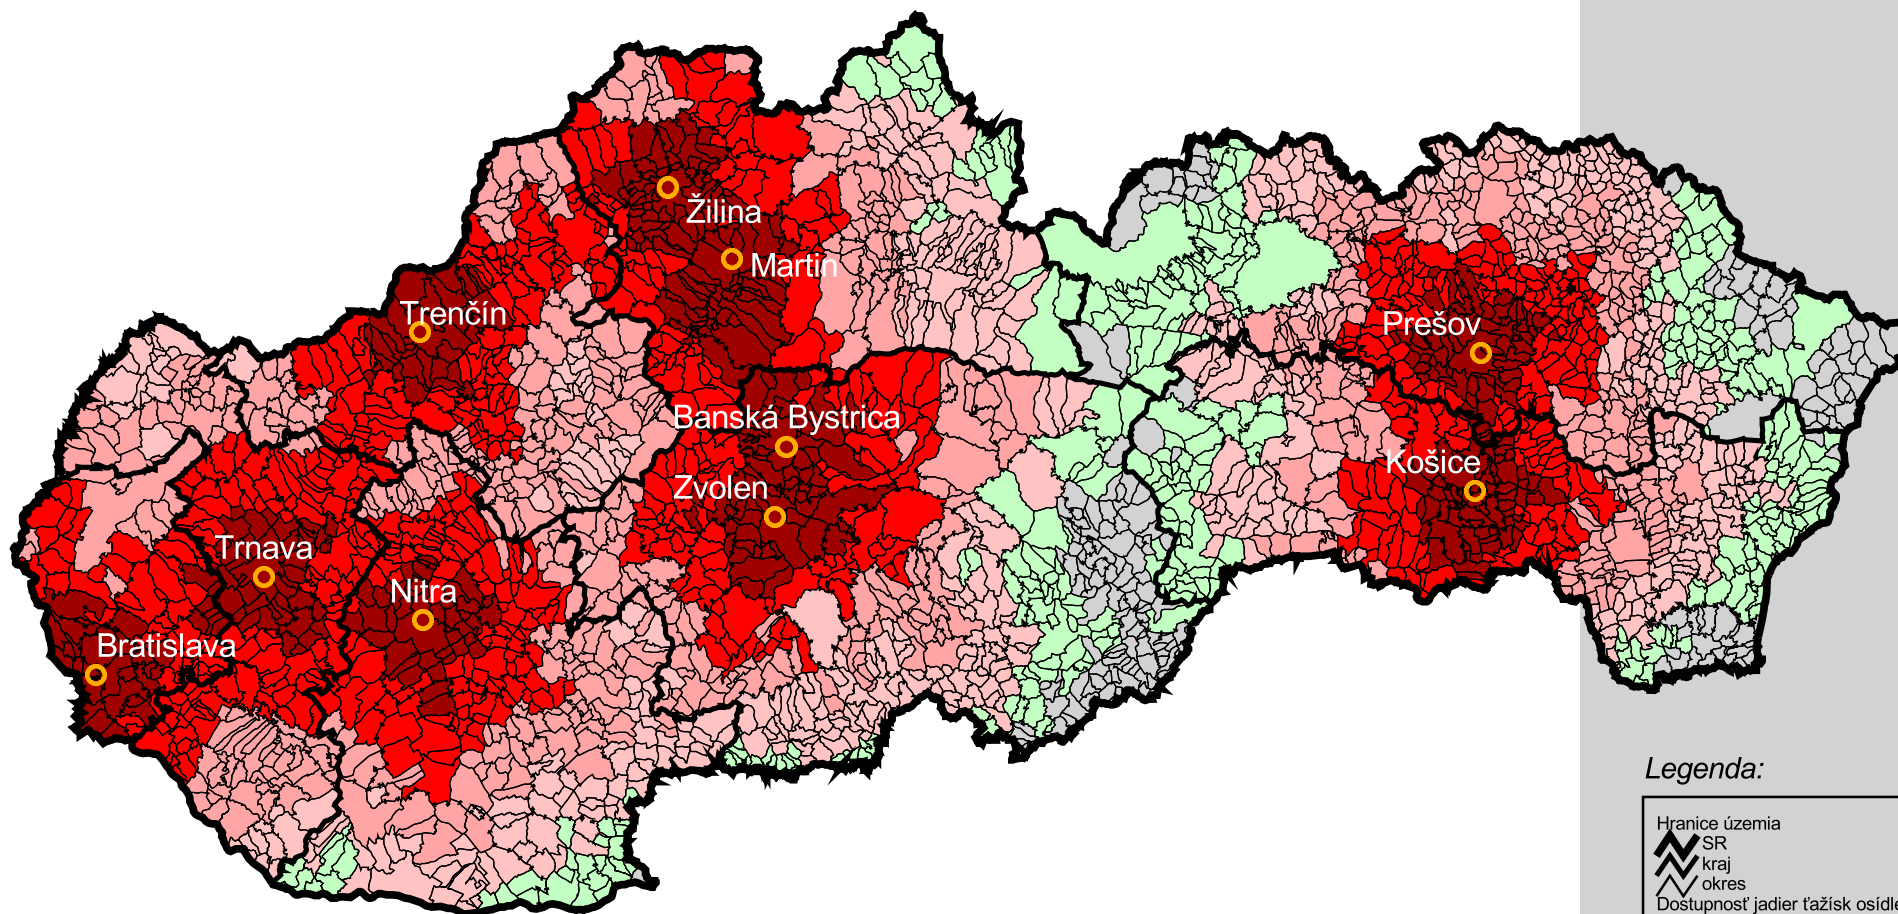 Žilina
Martin
Trenčín
Prešov
Banská Bystrica
Košice
Zvolen
Trnava
Nitra
Bratislava
Legenda:
Hranice územia
SR
kraj
okres
Dostupnosť jadier ťažísk osídle